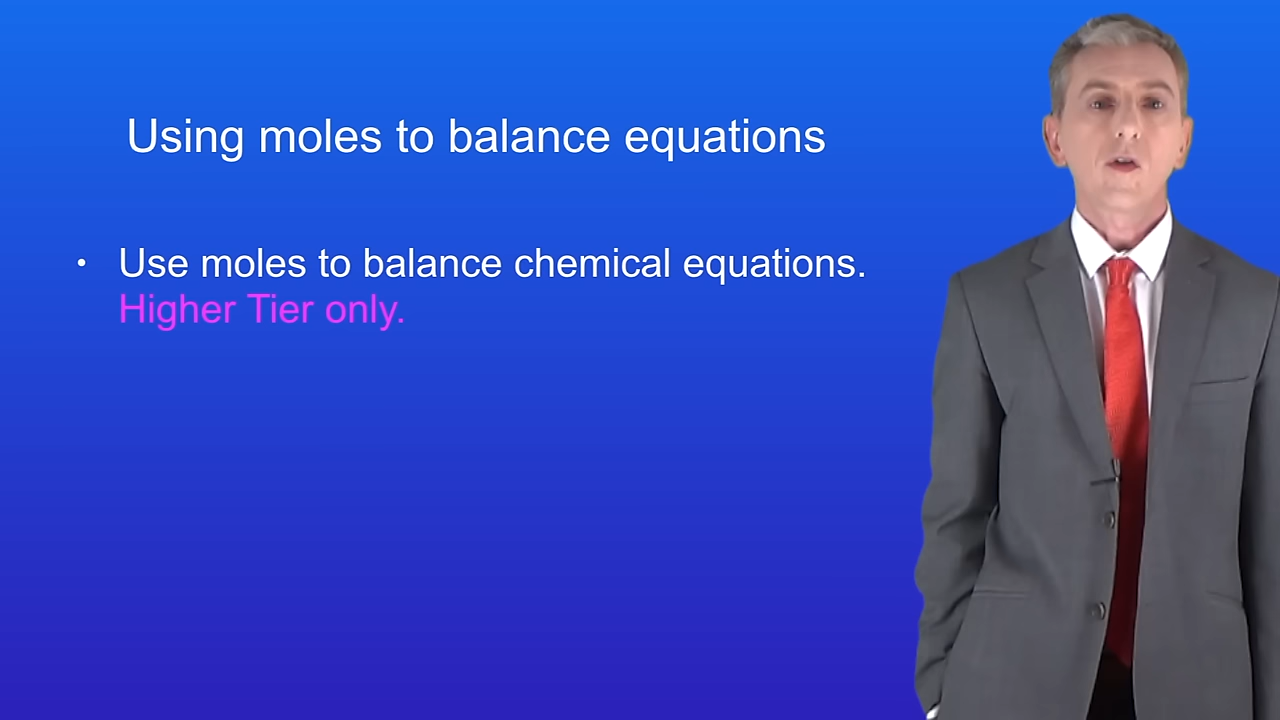 Using moles to balance equations
• Use moles to balance chemical equations.
Higher Tier only.